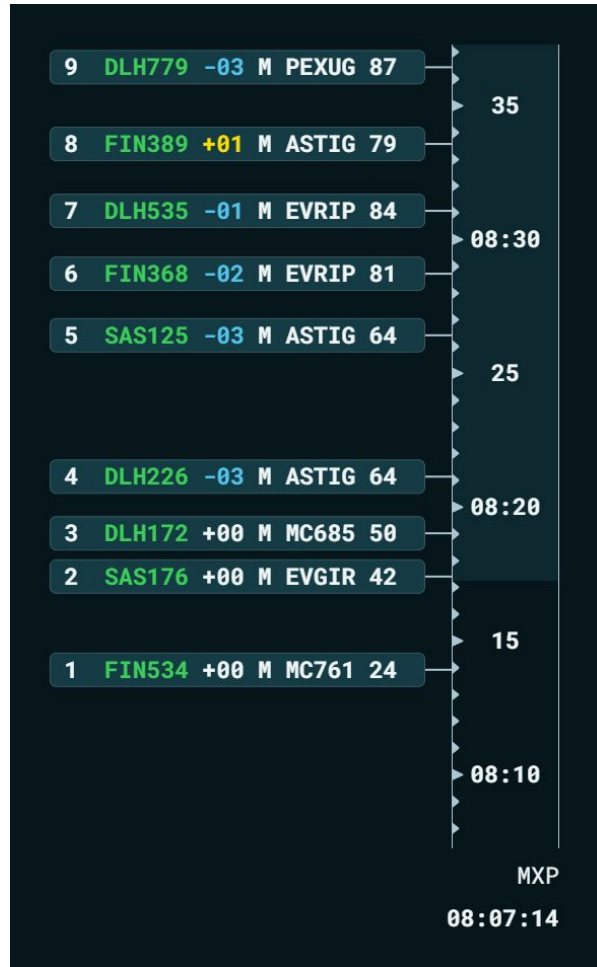 9 DLH779 -03 M PEXUG 87
35
8 FIN389 +01 M ASTIG 79
7 DLH535 -01 M EVRIP 84
08:30
6 FIN368 -02 M EVRIP 81
5 SAS125 -03 M ASTIG 64
25
4 DLH226 -03 M ASTIG 64
08:20
3 DLH172 +00 M MC685 50
2 SAS176 +00 M EVGIR 42
15
1 FIN534 +00 M MC761 24
08:10
MXP
08:07:14